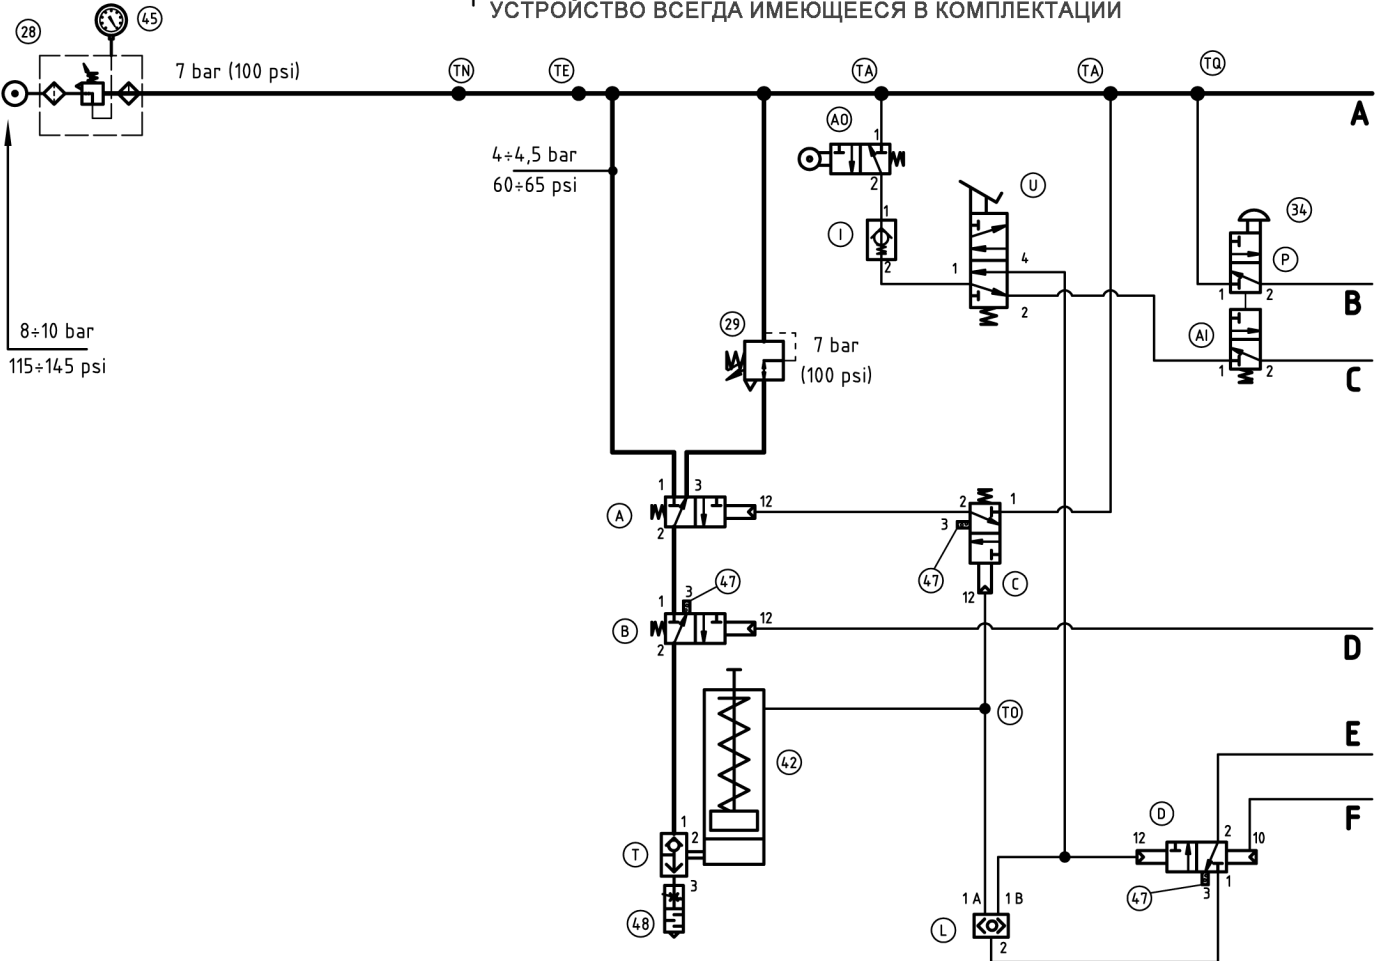 УСТРОЙСТВО ВСЕГДА ИМЕЮЩЕЕСЯ В КОМПЛЕКТАЦИИ
28
45
7 bar (100 psi)
TN
TE
TA
TA
TQ
A
AO
1
2
4÷4,5 bar
60÷65 psi
U
34
I
1
2
1
4
2
P
1
2
B
8÷10 bar
115÷145 psi
29
7 bar
(100 psi)
AI
1
2
C
A
1
3
2
12
2
1
3
47
12
C
47
B
1
3
2
12
D
TO
42
E
F
D
12
2
10
47
3
1
T
1
2
3
48
1A
1B
L
2